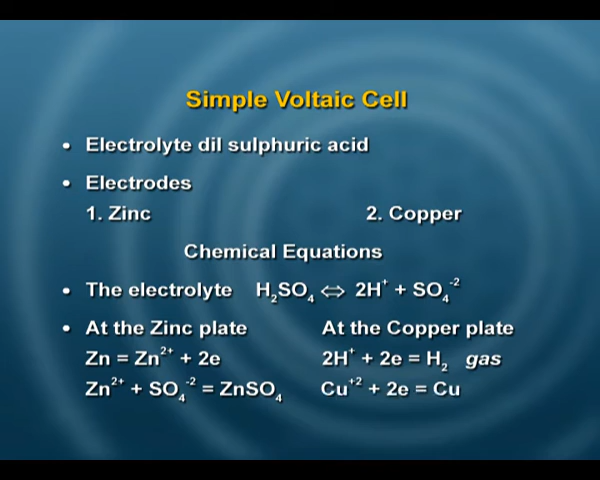 Simple Voltaic Cell
• Electrolyte dil sulphuric acid
• Electrodes
1. Zinc 2. Copper
Chemical Equations
• The electrolyte H₂SO₄ ⇔ 2H⁺ + SO₄⁻²
• At the Zinc plate At the Copper plate
Zn = Zn²⁺ + 2e 2H⁺ + 2e = H₂ gas
Zn²⁺ + SO₄⁻² = ZnSO₄ Cu⁺² + 2e = Cu